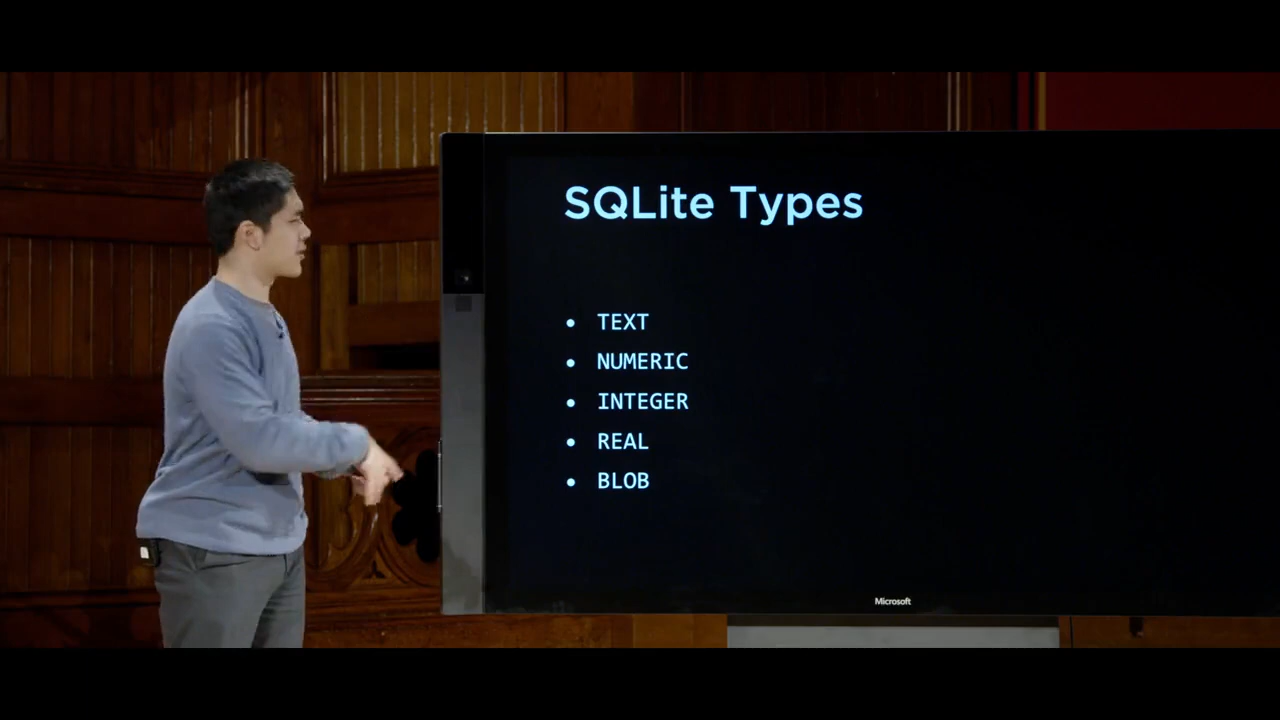 SQLite Types
• TEXT
• NUMERIC
• INTEGER
• REAL
• BLOB
Microsoft